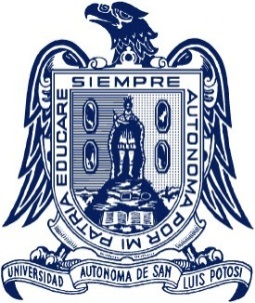 SIEMPRE AUTONOMA POR MI PATRIA EDUCARE
UNIVERSIDAD AUTONOMA DE SAN LUIS POTOSI